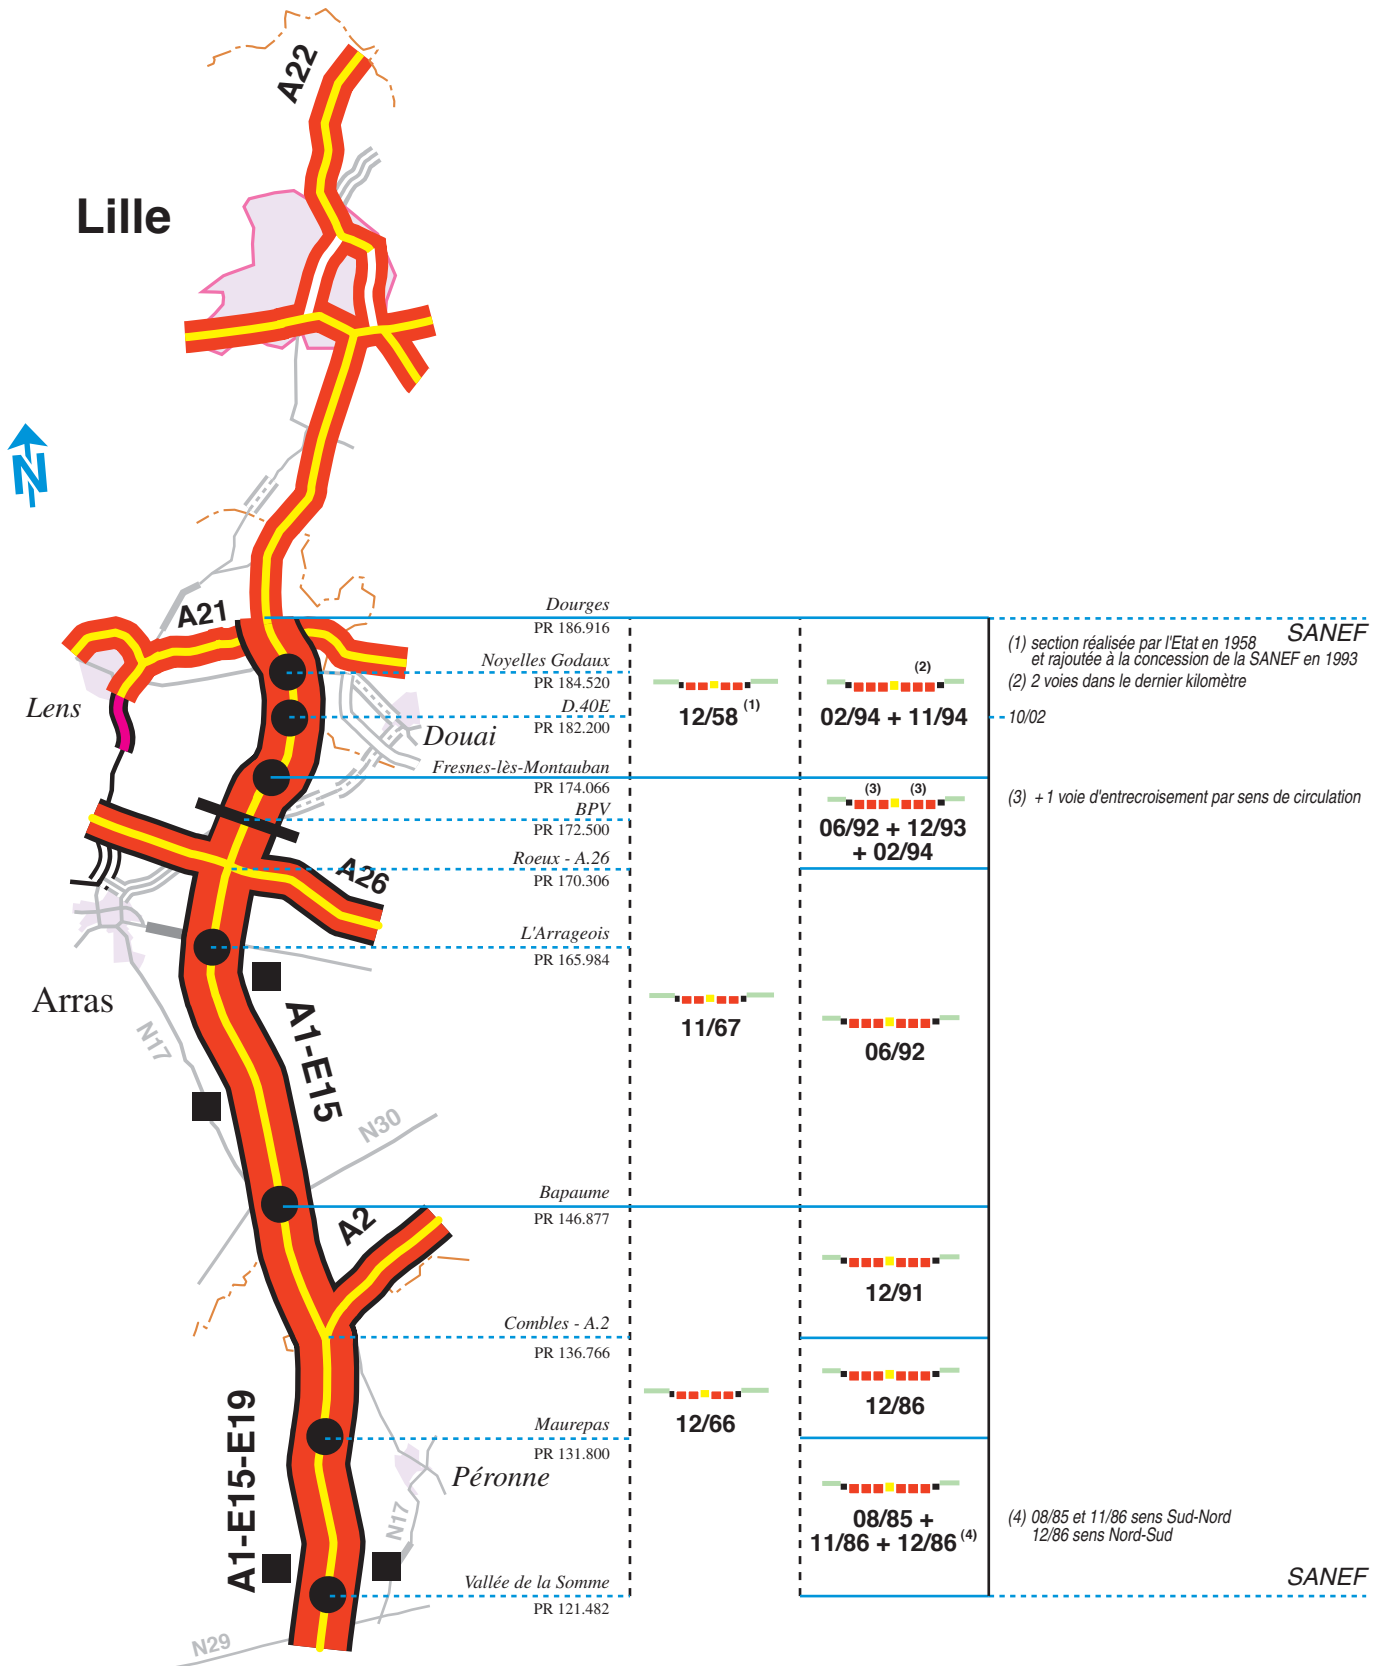 A22
Lille
N
A21
Lens
Douai
A26
Arras
N17
A1-E15
N30
A2
A1-E15-E19
Péronne
N17
N29
Dourges
PR 186.916
Noyelles Godaux
PR 184.520
D.40E
PR 182.200
Fresnes-lès-Montauban
PR 174.066
BPV
PR 172.500
Roeux - A.26
PR 170.306
L'Arrageois
PR 165.984
Bapaume
PR 146.877
Combles - A.2
PR 136.766
Maurepas
PR 131.800
Vallée de la Somme
PR 121.482
12/58 (1)
11/67
12/66
(2)
02/94 + 11/94
(3) (3)
06/92 + 12/93
+ 02/94
06/92
12/91
12/86
08/85 +
11/86 + 12/86 (4)
SANEF
(1) section réalisée par l'Etat en 1958
et rajoutée à la concession de la SANEF en 1993
(2) 2 voies dans le dernier kilomètre
10/02
(3) + 1 voie d'entrecroisement par sens de circulation
(4) 08/85 et 11/86 sens Sud-Nord
12/86 sens Nord-Sud
SANEF